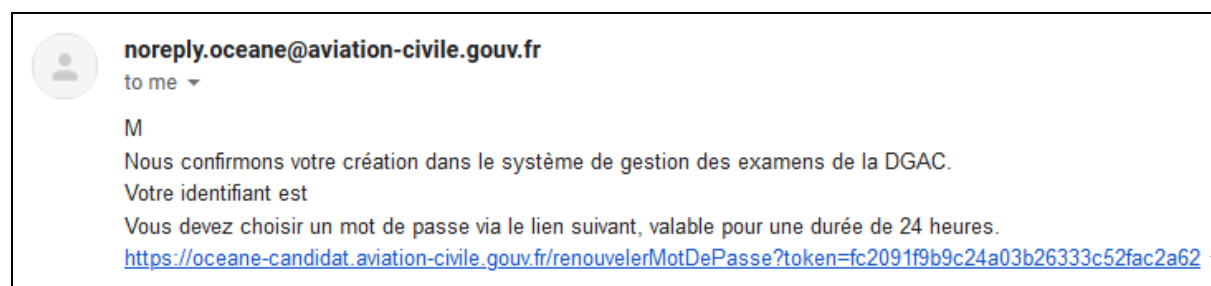 noreply.oceane@aviation-civile.gouv.fr
to me
M
Nous confirmons votre création dans le système de gestion des examens de la DGAC.
Votre identifiant est
Vous devez choisir un mot de passe via le lien suivant, valable pour une durée de 24 heures.
https://oceane-candidat.aviation-civile.gouv.fr/renouvelerMotDePasse?token=fc2091f9b9c24a03b26333c52fac2a62